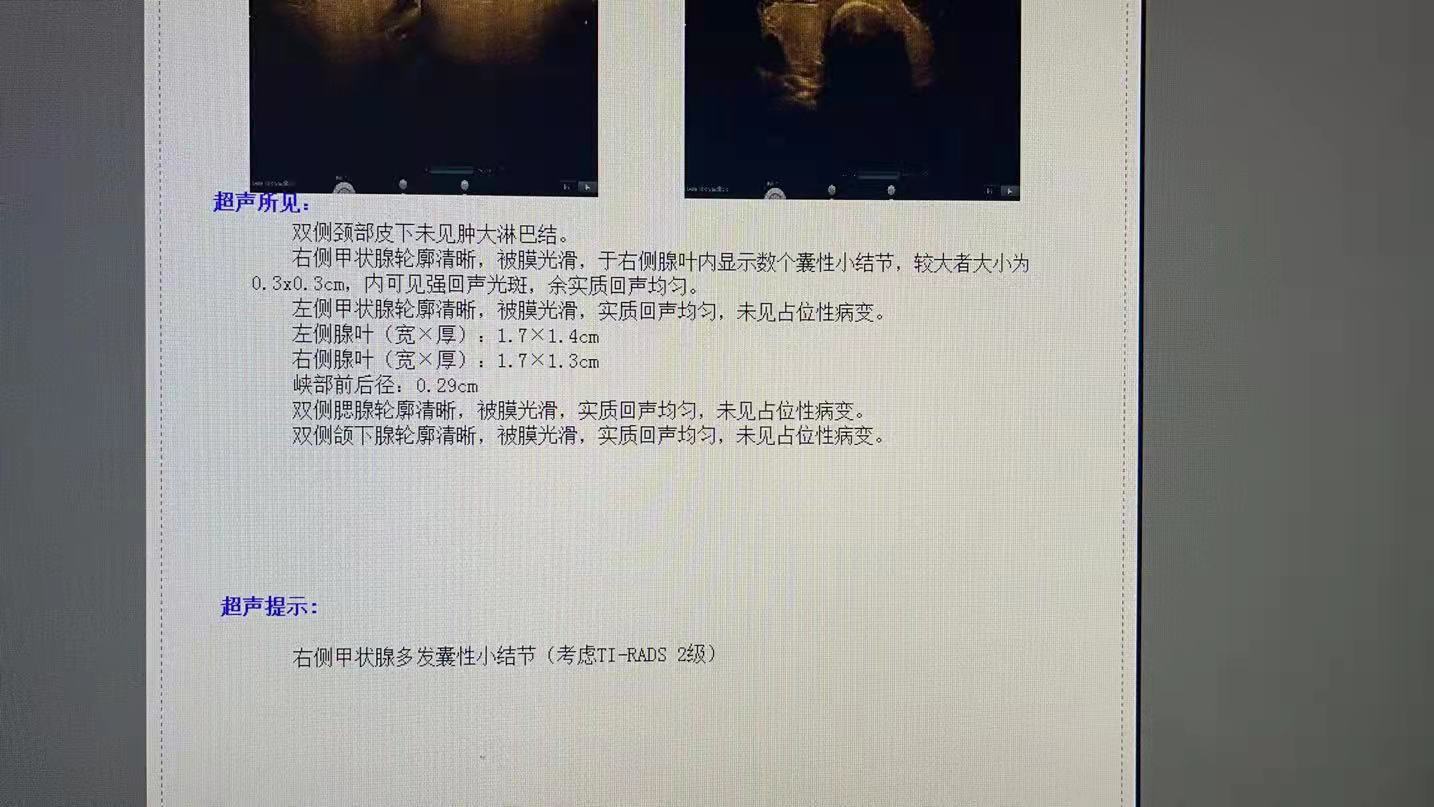 超声所见：
双侧颈部皮下未见肿大淋巴结。
右侧甲状腺轮廓清晰，被膜光滑，于右侧腺叶内显示数个囊性小结节，较大者大小为
0.3x0.3cm，内可见强回声光斑，余实质回声均匀。
左侧甲状腺轮廓清晰，被膜光滑，实质回声均匀，未见占位性病变。
左侧腺叶（宽×厚）：1.7×1.4cm
右侧腺叶（宽×厚）：1.7×1.3cm
峡部前后径：0.29cm
双侧腮腺轮廓清晰，被膜光滑，实质回声均匀，未见占位性病变。
双侧颌下腺轮廓清晰，被膜光滑，实质回声均匀，未见占位性病变。
超声提示：
右侧甲状腺多发囊性小结节（考虑TI-RADS 2级）